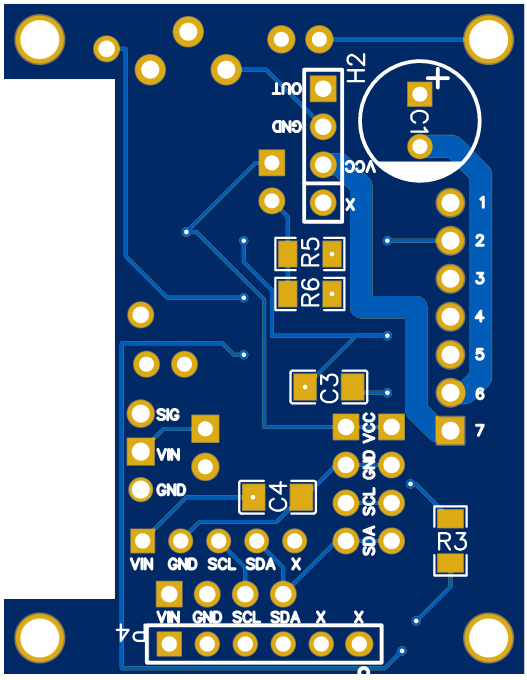 H2
+
OUT
C1
GND
VCC
X
1
2
R5
3
R6
4
5
C3
6
SIG
VCC
7
VIN
GND
GND
C4
SCL
R3
SDA
VIN GND SCL SDA X
VIN GND SCL SDA X X
P4